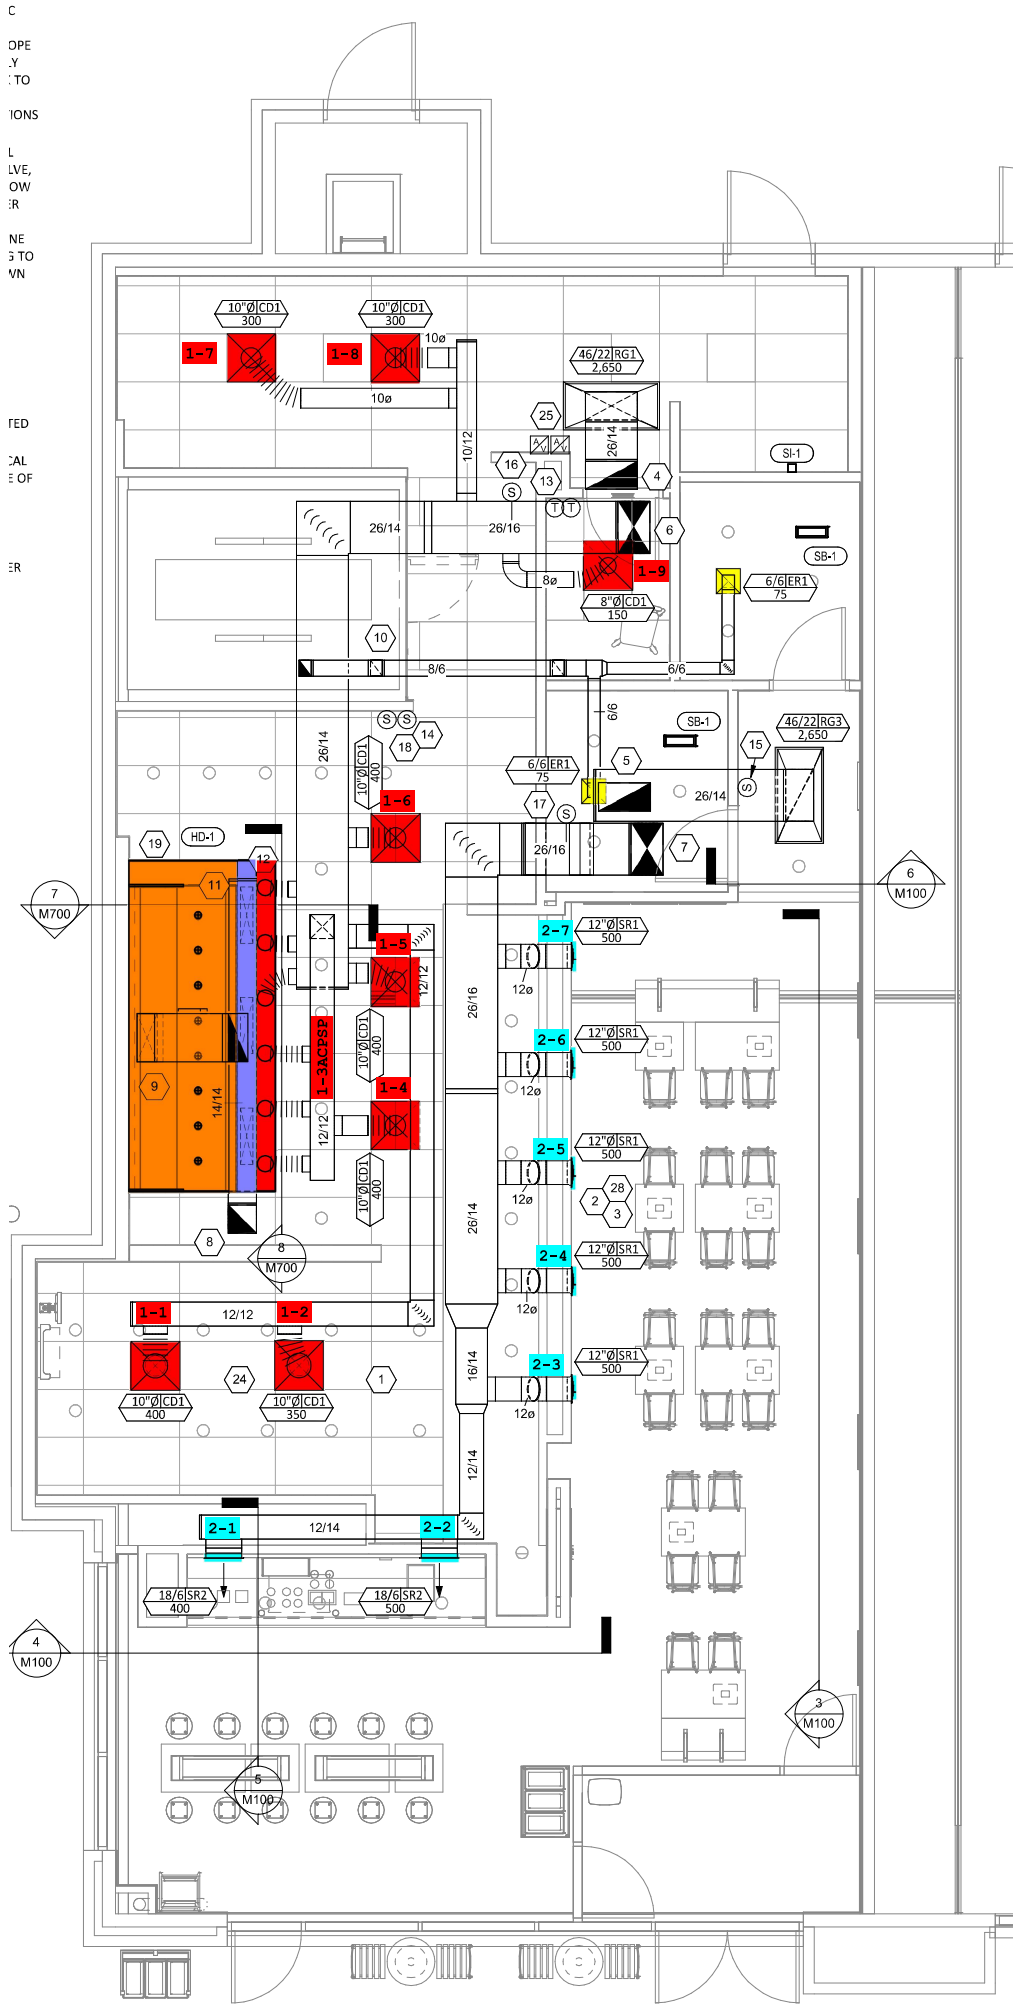 C
OPE
LY
TO
IONS
L
LVE,
OW
ER
NE
G TO
WN
TED
CAL
E OF
ER
10"Ø CD1
300
10"Ø CD1
300
1-7
1-8
10ø
10ø
46/22 RG1
2,650
25
A/V
A/V
26/14
10/12
16
13
4
SI-1
S
T
T
26/14
26/16
6
SB-1
8ø
1-9
8"Ø CD1
150
6/6 ER1
75
10
8/6
6/6
6/6
S
S
14
18
26/14
10"Ø CD1
400
SB-1
46/22 RG3
2,650
5
15
S
6/6 ER1
75
26/14
1-6
17
S
19
HD-1
12
26/16
7
6
M100
11
7
M700
2-7
12"Ø SR1
500
1-5
12ø
12/12
26/16
1-3ACPSP
10"Ø CD1
400
2-6
12"Ø SR1
500
12ø
9
14/14
1-4
12/12
2-5
12"Ø SR1
500
12ø
10"Ø CD1
400
28
2
3
26/14
8
8
M700
2-4
12"Ø SR1
500
12ø
1-1
12/12
1-2
2-3
12"Ø SR1
500
16/14
12ø
24
1
10"Ø CD1
400
10"Ø CD1
350
12/14
2-1
12/14
2-2
18/6 SR2
400
18/6 SR2
500
4
M100
3
M100
5
M100